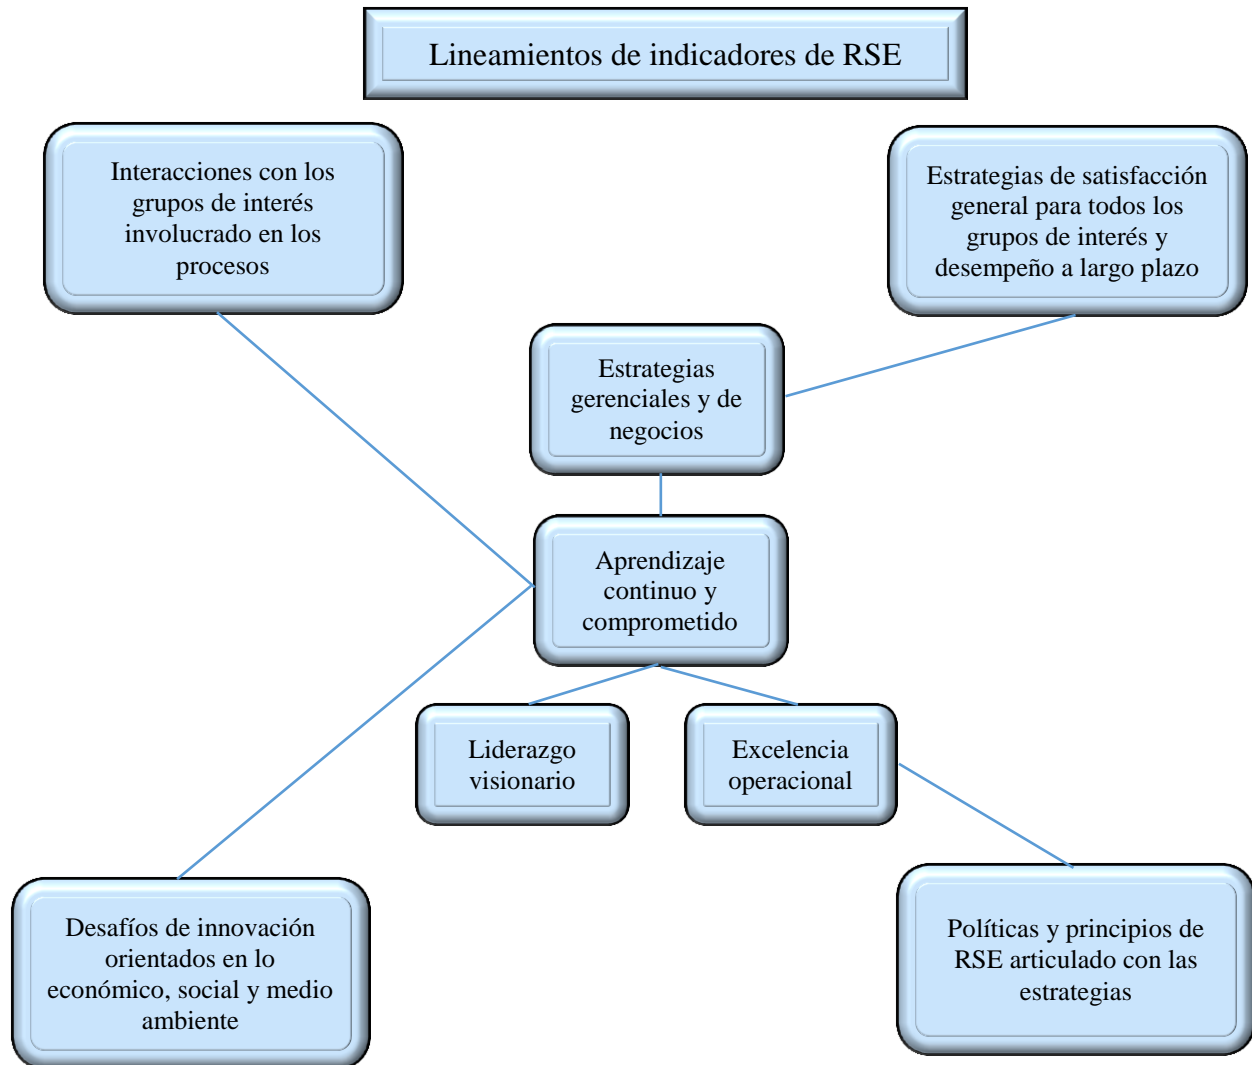 Lineamientos de indicadores de RSE
Interacciones con los
grupos de interés
involucrado en los
procesos
Estrategias de satisfacción
general para todos los
grupos de interés y
desempeño a largo plazo
Estrategias
gerenciales y de
negocios
Aprendizaje
continuo y
comprometido
Liderazgo
visionario
Excelencia
operacional
Desafíos de innovación
orientados en lo
económico, social y medio
ambiente
Políticas y principios de
RSE articulado con las
estrategias